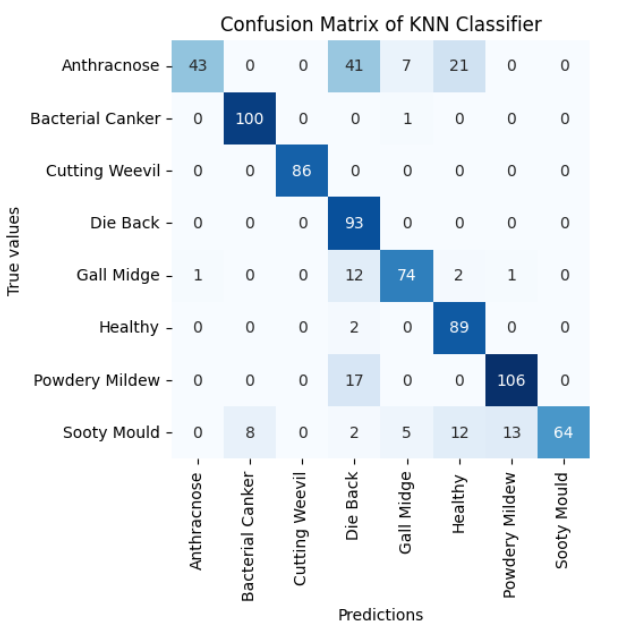 Confusion Matrix of KNN Classifier
Anthracnose 43 0 0 41 7 21 0 0
Bacterial Canker 0 100 0 0 1 0 0 0
Cutting Weevil 0 0 86 0 0 0 0 0
Die Back 0 0 0 93 0 0 0 0
Gall Midge 1 0 0 12 74 2 1 0
Healthy 0 0 0 2 0 89 0 0
Powdery Mildew 0 0 0 17 0 0 106 0
Sooty Mould 0 8 0 2 5 12 13 64
True values
Anthracnose
Bacterial Canker
Cutting Weevil
Die Back
Gall Midge
Healthy
Powdery Mildew
Sooty Mould
Predictions